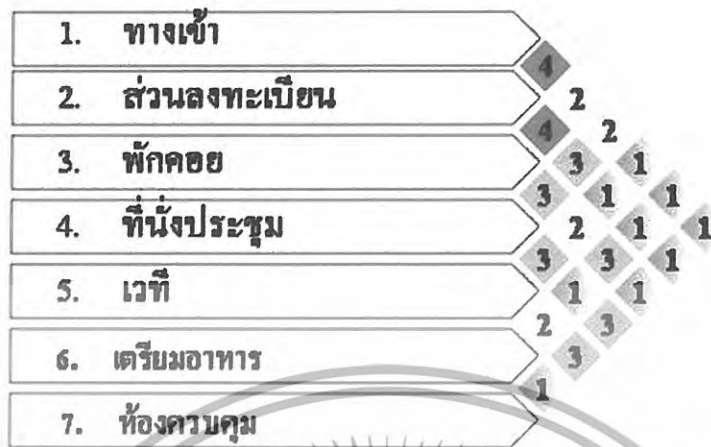 1. ทางเข้า
4
2. ส่วนลงทะเบียน 2
4 2
3. พักคอย 3 1
3 1 1
4. ที่นั่งประชุม 2 1 1
3 3 1
5. เวที 1 1
2 3
6. เตรียมอาหาร 3
1
7. ห้องควบคุม